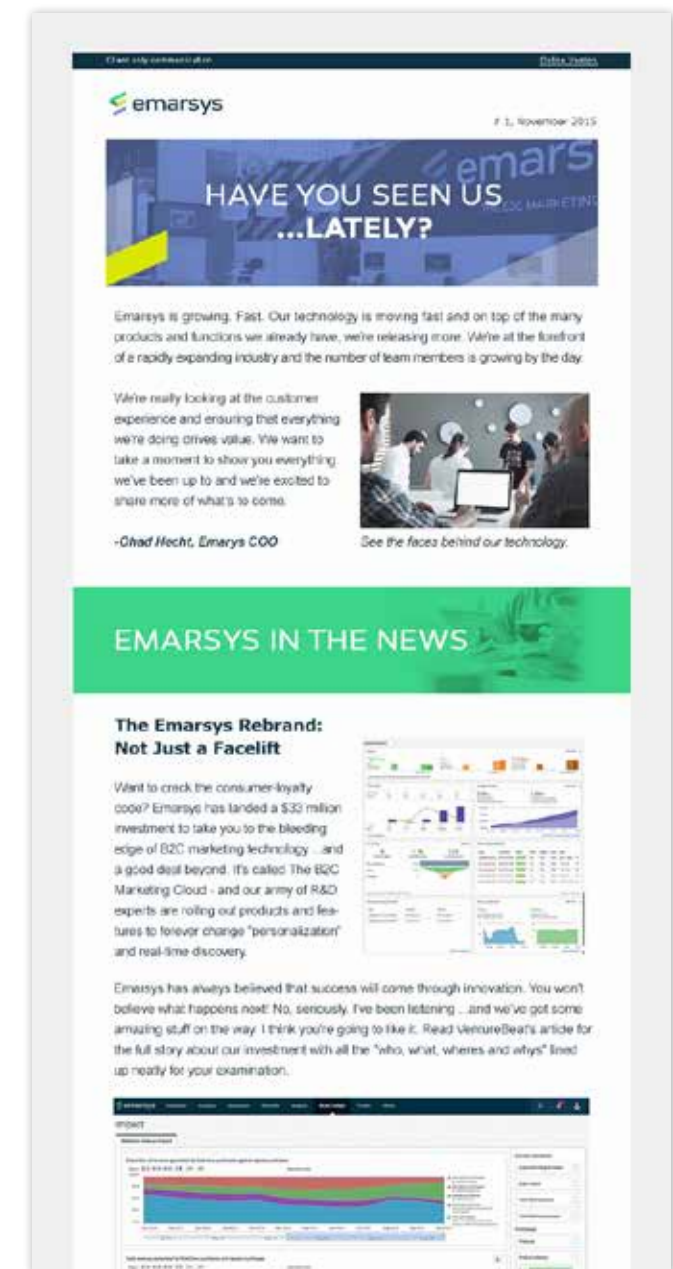 Client only communication
Online Version
emarsys
# 1, November 2015
emars
B2C MARKETING
HAVE YOU SEEN US
...LATELY?
Emarsys is growing. Fast. Our technology is moving fast and on top of the many
products and functions we already have, we're releasing more. We're at the forefront
of a rapidly expanding industry and the number of team members is growing by the day.
We're really looking at the customer
experience and ensuring that everything
we're doing drives value. We want to
take a moment to show you everything
we've been up to and we're excited to
share more of what's to come.
-Ohad Hecht, Emarys COO
See the faces behind our technology.
EMARSYS IN THE NEWS
The Emarsys Rebrand:
Not Just a Facelift
Want to crack the consumer-loyalty
code? Emarsys has landed a $33 million
investment to take you to the bleeding
edge of B2C marketing technology ...and
a good deal beyond. It's called The B2C
Marketing Cloud - and our army of R&D
experts are rolling out products and fea-
tures to forever change "personalization"
and real-time discovery.
Emarsys has always believed that success will come through innovation. You won't
believe what happens next! No, seriously. I've been listening ...and we've got some
amazing stuff on the way. I think you're going to like it. Read VentureBeat's article for
the full story about our investment with all the "who, what, wheres and whys" lined
up neatly for your examination.
emarsys
Impact